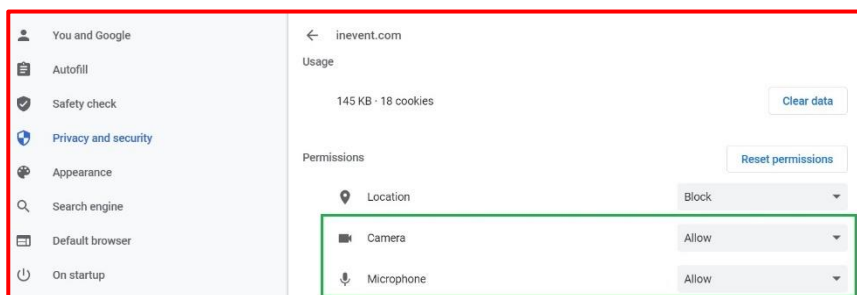 You and Google
Autofill
Safety check
Privacy and security
Appearance
Search engine
Default browser
On startup
inevent.com
Usage
145 KB · 18 cookies
Clear data
Permissions
Reset permissions
Location
Block
Camera
Allow
Microphone
Allow